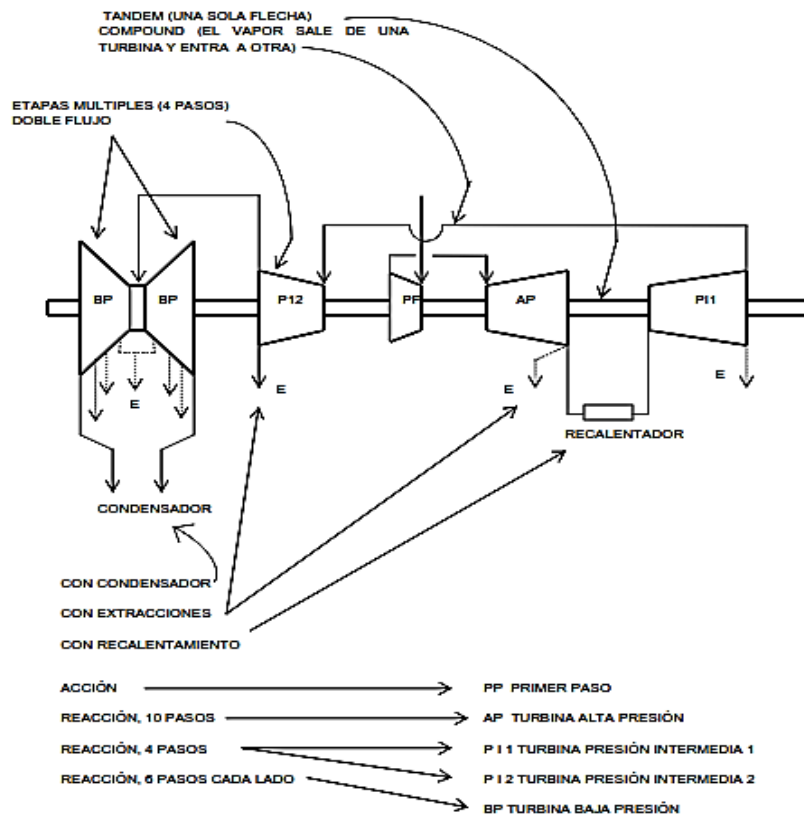 TANDEM (UNA SOLA FLECHA)
COMPOUND (EL VAPOR SALE DE UNA
TURBINA Y ENTRA A OTRA)
ETAPAS MULTIPLES (4 PASOS)
DOBLE FLUJO
BP
BP
P12
PF
AP
PI1
E
E
E
E
RECALENTADOR
CONDENSADOR
CON CONDENSADOR
CON EXTRACCIONES
CON RECALENTAMIENTO
ACCIÓN
PP PRIMER PASO
REACCIÓN, 10 PASOS
AP TURBINA ALTA PRESIÓN
REACCIÓN, 4 PASOS
P I 1 TURBINA PRESIÓN INTERMEDIA 1
P I 2 TURBINA PRESIÓN INTERMEDIA 2
REACCIÓN, 6 PASOS CADA LADO
BP TURBINA BAJA PRESIÓN